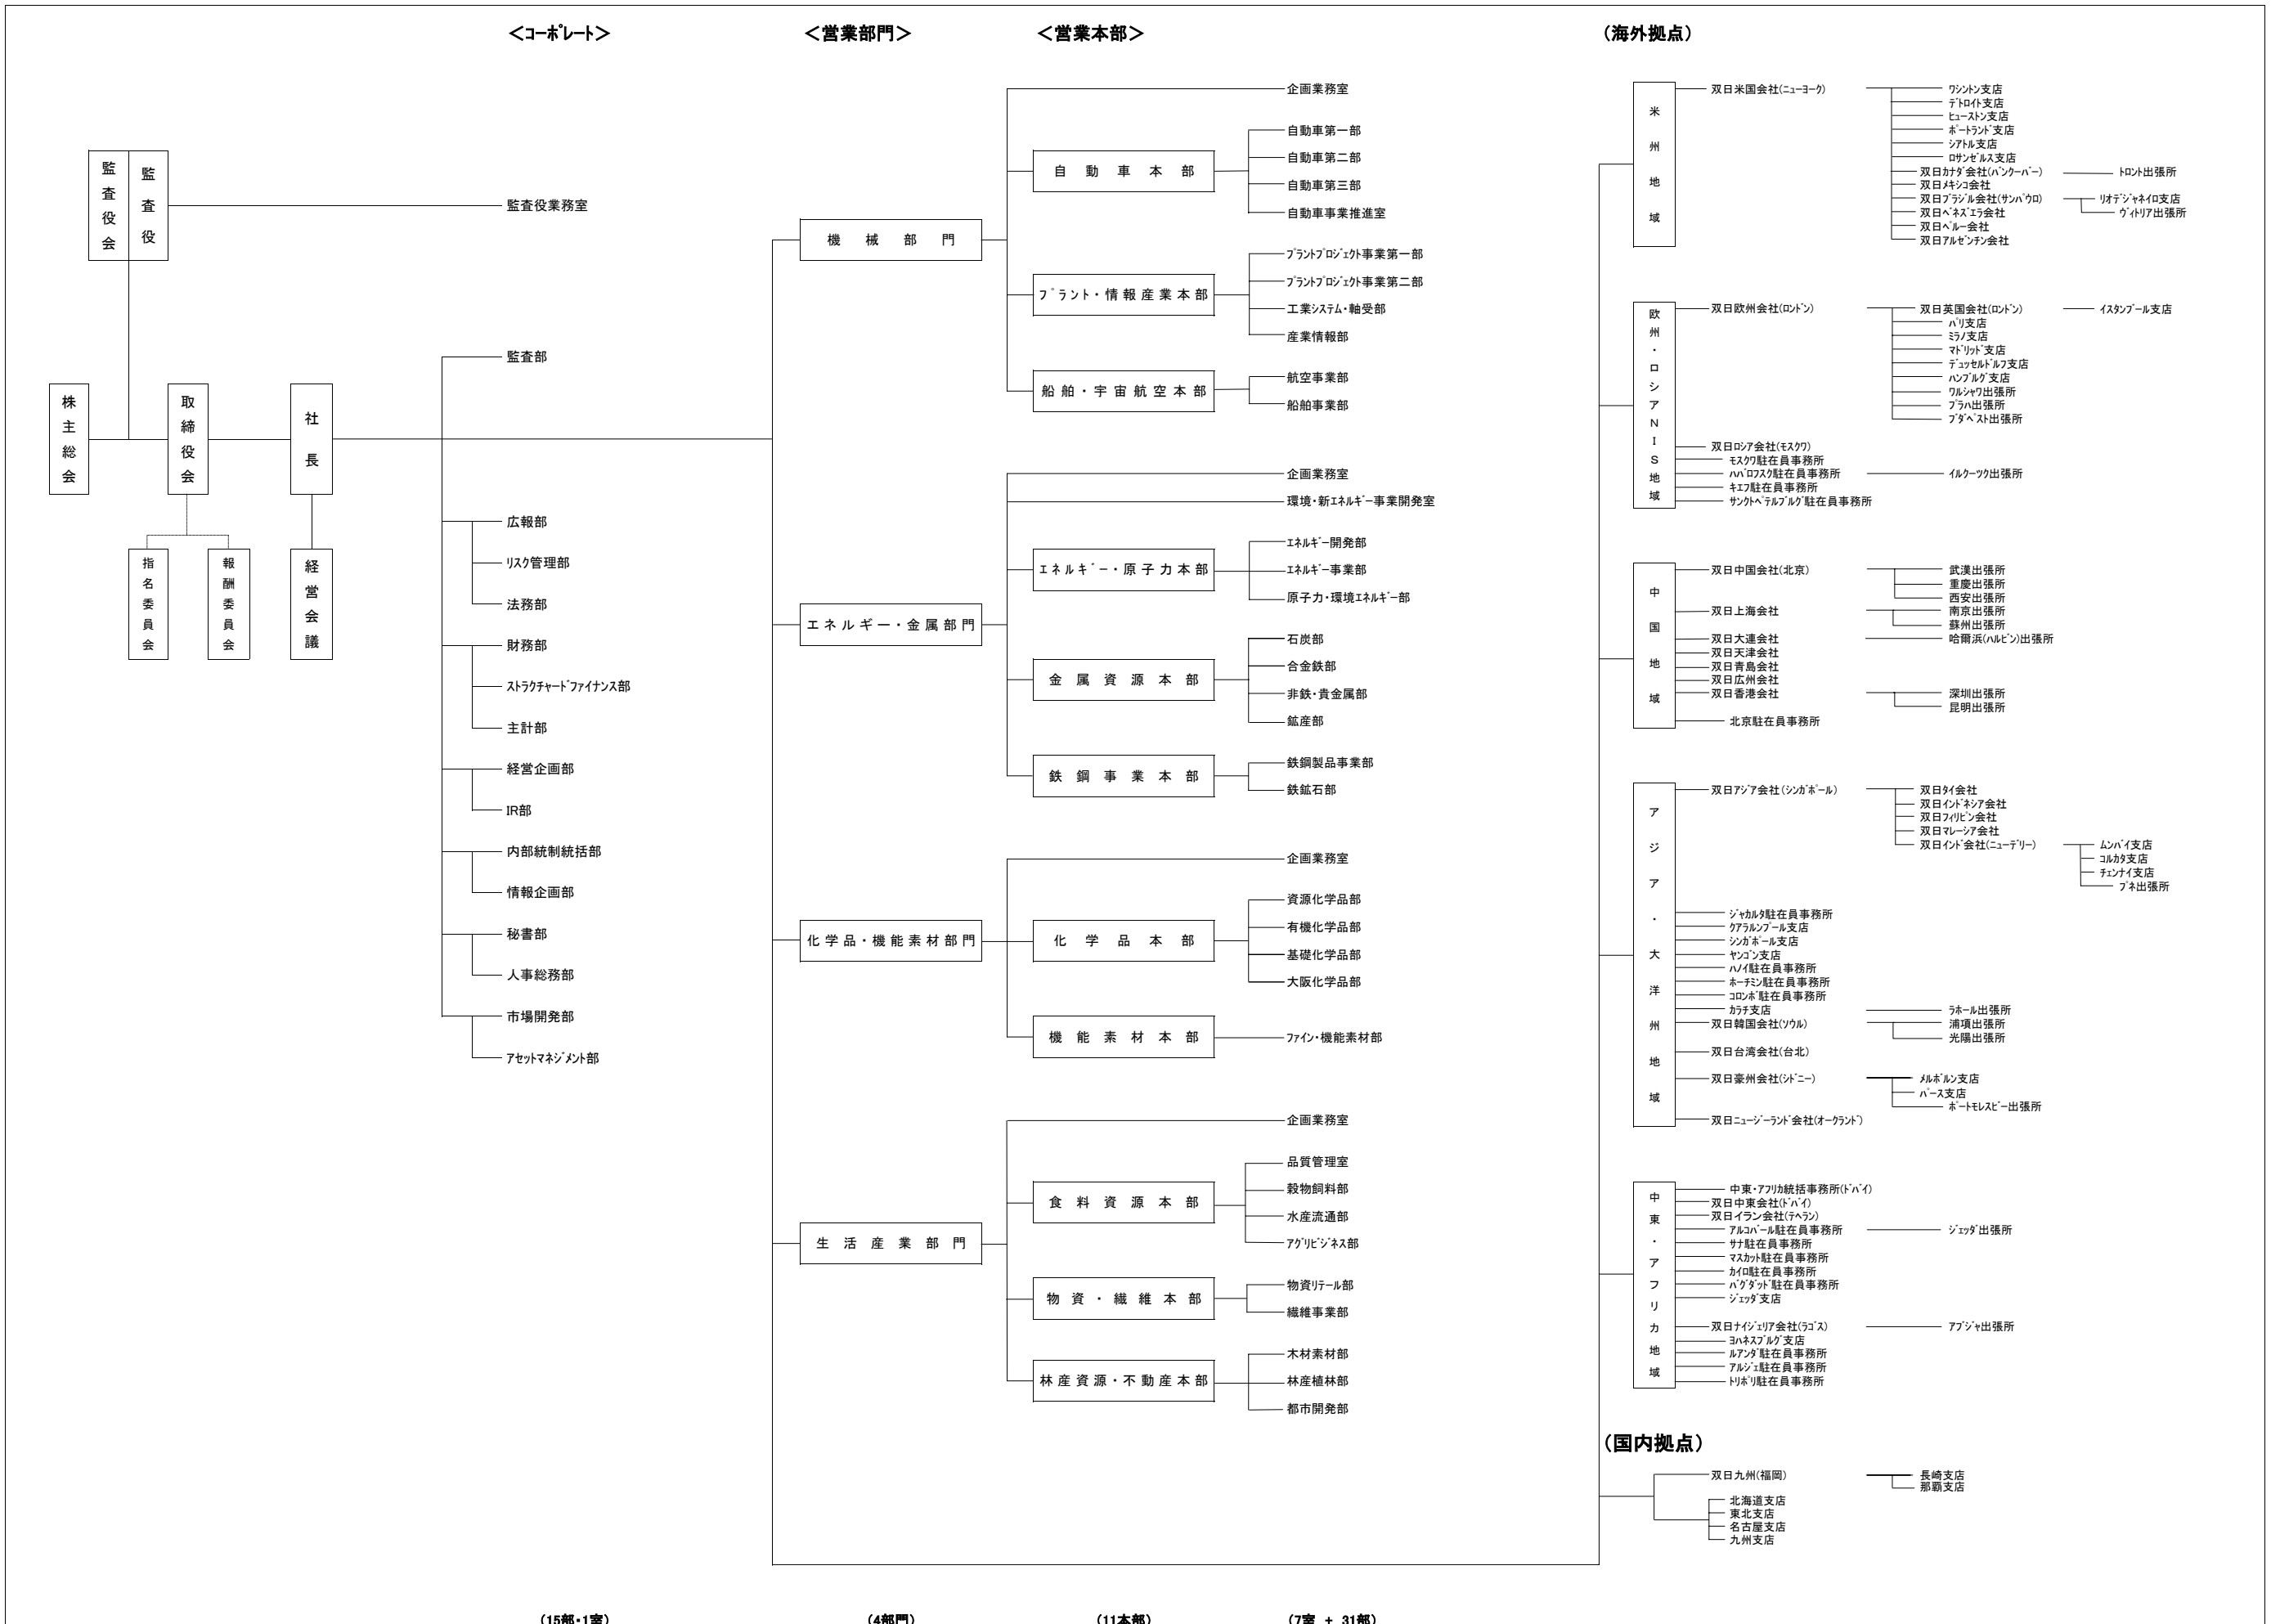 ＜コーポレート＞
＜営業部門＞
＜営業本部＞
（海外拠点）
監査役会
監査役
監査役業務室
株主総会
取締役会
社長
指名委員会
報酬委員会
経営会議
監査部
広報部
リスク管理部
法務部
財務部
ストラクチャードファイナンス部
主計部
経営企画部
IR部
内部統制統括部
情報企画部
秘書部
人事総務部
市場開発部
アセットマネジメント部
機械部門
企画業務室
自動車本部
自動車第一部
自動車第二部
自動車第三部
自動車事業推進室
プラント・情報産業本部
プラントプロジェクト事業第一部
プラントプロジェクト事業第二部
工業システム・軸受部
産業情報部
船舶・宇宙航空本部
航空事業部
船舶事業部
エネルギー・金属部門
企画業務室
環境・新エネルギー事業開発室
エネルギー・原子力本部
エネルギー開発部
エネルギー事業部
原子力・環境エネルギー部
金属資源本部
石炭部
合金鉄部
非鉄・貴金属部
鉱産部
鉄鋼事業本部
鉄鋼製品事業部
鉄鉱石部
化学品・機能素材部門
企画業務室
化学品本部
資源化学品部
有機化学品部
基礎化学品部
大阪化学品部
機能素材本部
ファイン・機能素材部
生活産業部門
企画業務室
食料資源本部
品質管理室
穀物飼料部
水産流通部
アグリビジネス部
物資・繊維本部
物資リテール部
繊維事業部
林産資源・不動産本部
木材素材部
林産植林部
都市開発部
米州地域
双日米国会社(ニューヨーク)
ワシントン支店
デトロイト支店
ヒューストン支店
ポートランド支店
シアトル支店
ロサンゼルス支店
双日カナダ会社(バンクーバー)
トロント出張所
双日メキシコ会社
双日ブラジル会社(サンパウロ)
リオデジャネイロ支店
ヴィトリア出張所
双日ベネズエラ会社
双日ペルー会社
双日アルゼンチン会社
欧州・ロシアNIS地域
双日欧州会社(ロンドン)
双日英国会社(ロンドン)
イスタンブール支店
パリ支店
ミラノ支店
マドリッド支店
デュッセルドルフ支店
ハンブルグ支店
ワルシャワ出張所
プラハ出張所
ブダペスト出張所
双日ロシア会社(モスクワ)
モスクワ駐在員事務所
ハバロフスク駐在員事務所
イルクーツク出張所
キエフ駐在員事務所
サンクトペテルブルグ駐在員事務所
中国地域
双日中国会社(北京)
武漢出張所
重慶出張所
西安出張所
双日上海会社
南京出張所
蘇州出張所
双日大連会社
哈爾浜(ハルビン)出張所
双日天津会社
双日青島会社
双日広州会社
双日香港会社
深圳出張所
昆明出張所
北京駐在員事務所
アジア・大洋州地域
双日アジア会社(シンガポール)
双日タイ会社
双日インドネシア会社
双日フィリピン会社
双日マレーシア会社
双日インド会社(ニューデリー)
ムンバイ支店
コルカタ支店
チェンナイ支店
プネ出張所
ジャカルタ駐在員事務所
クアラルンプール支店
シンガポール支店
ヤンゴン支店
ハノイ駐在員事務所
ホーチミン駐在員事務所
コロンボ駐在員事務所
カラチ支店
ラホール出張所
双日韓国会社(ソウル)
浦項出張所
光陽出張所
双日台湾会社(台北)
双日豪州会社(シドニー)
メルボルン支店
パース支店
ポートモレスビー出張所
双日ニュージーランド会社(オークランド)
中東・アフリカ地域
中東・アフリカ統括事務所(ドバイ)
双日中東会社(ドバイ)
双日イラン会社(テヘラン)
アルコバール駐在員事務所
ジェッダ出張所
サナ駐在員事務所
マスカット駐在員事務所
カイロ駐在員事務所
バグダッド駐在員事務所
ジェッダ支店
双日ナイジェリア会社(ラゴス)
アブジャ出張所
ヨハネスブルグ支店
ルアンダ駐在員事務所
アルジェ駐在員事務所
トリポリ駐在員事務所
（国内拠点）
双日九州(福岡)
長崎支店
那覇支店
北海道支店
東北支店
名古屋支店
九州支店
（15部・1室）
（4部門）
（11本部）
（7室 ＋ 31部）